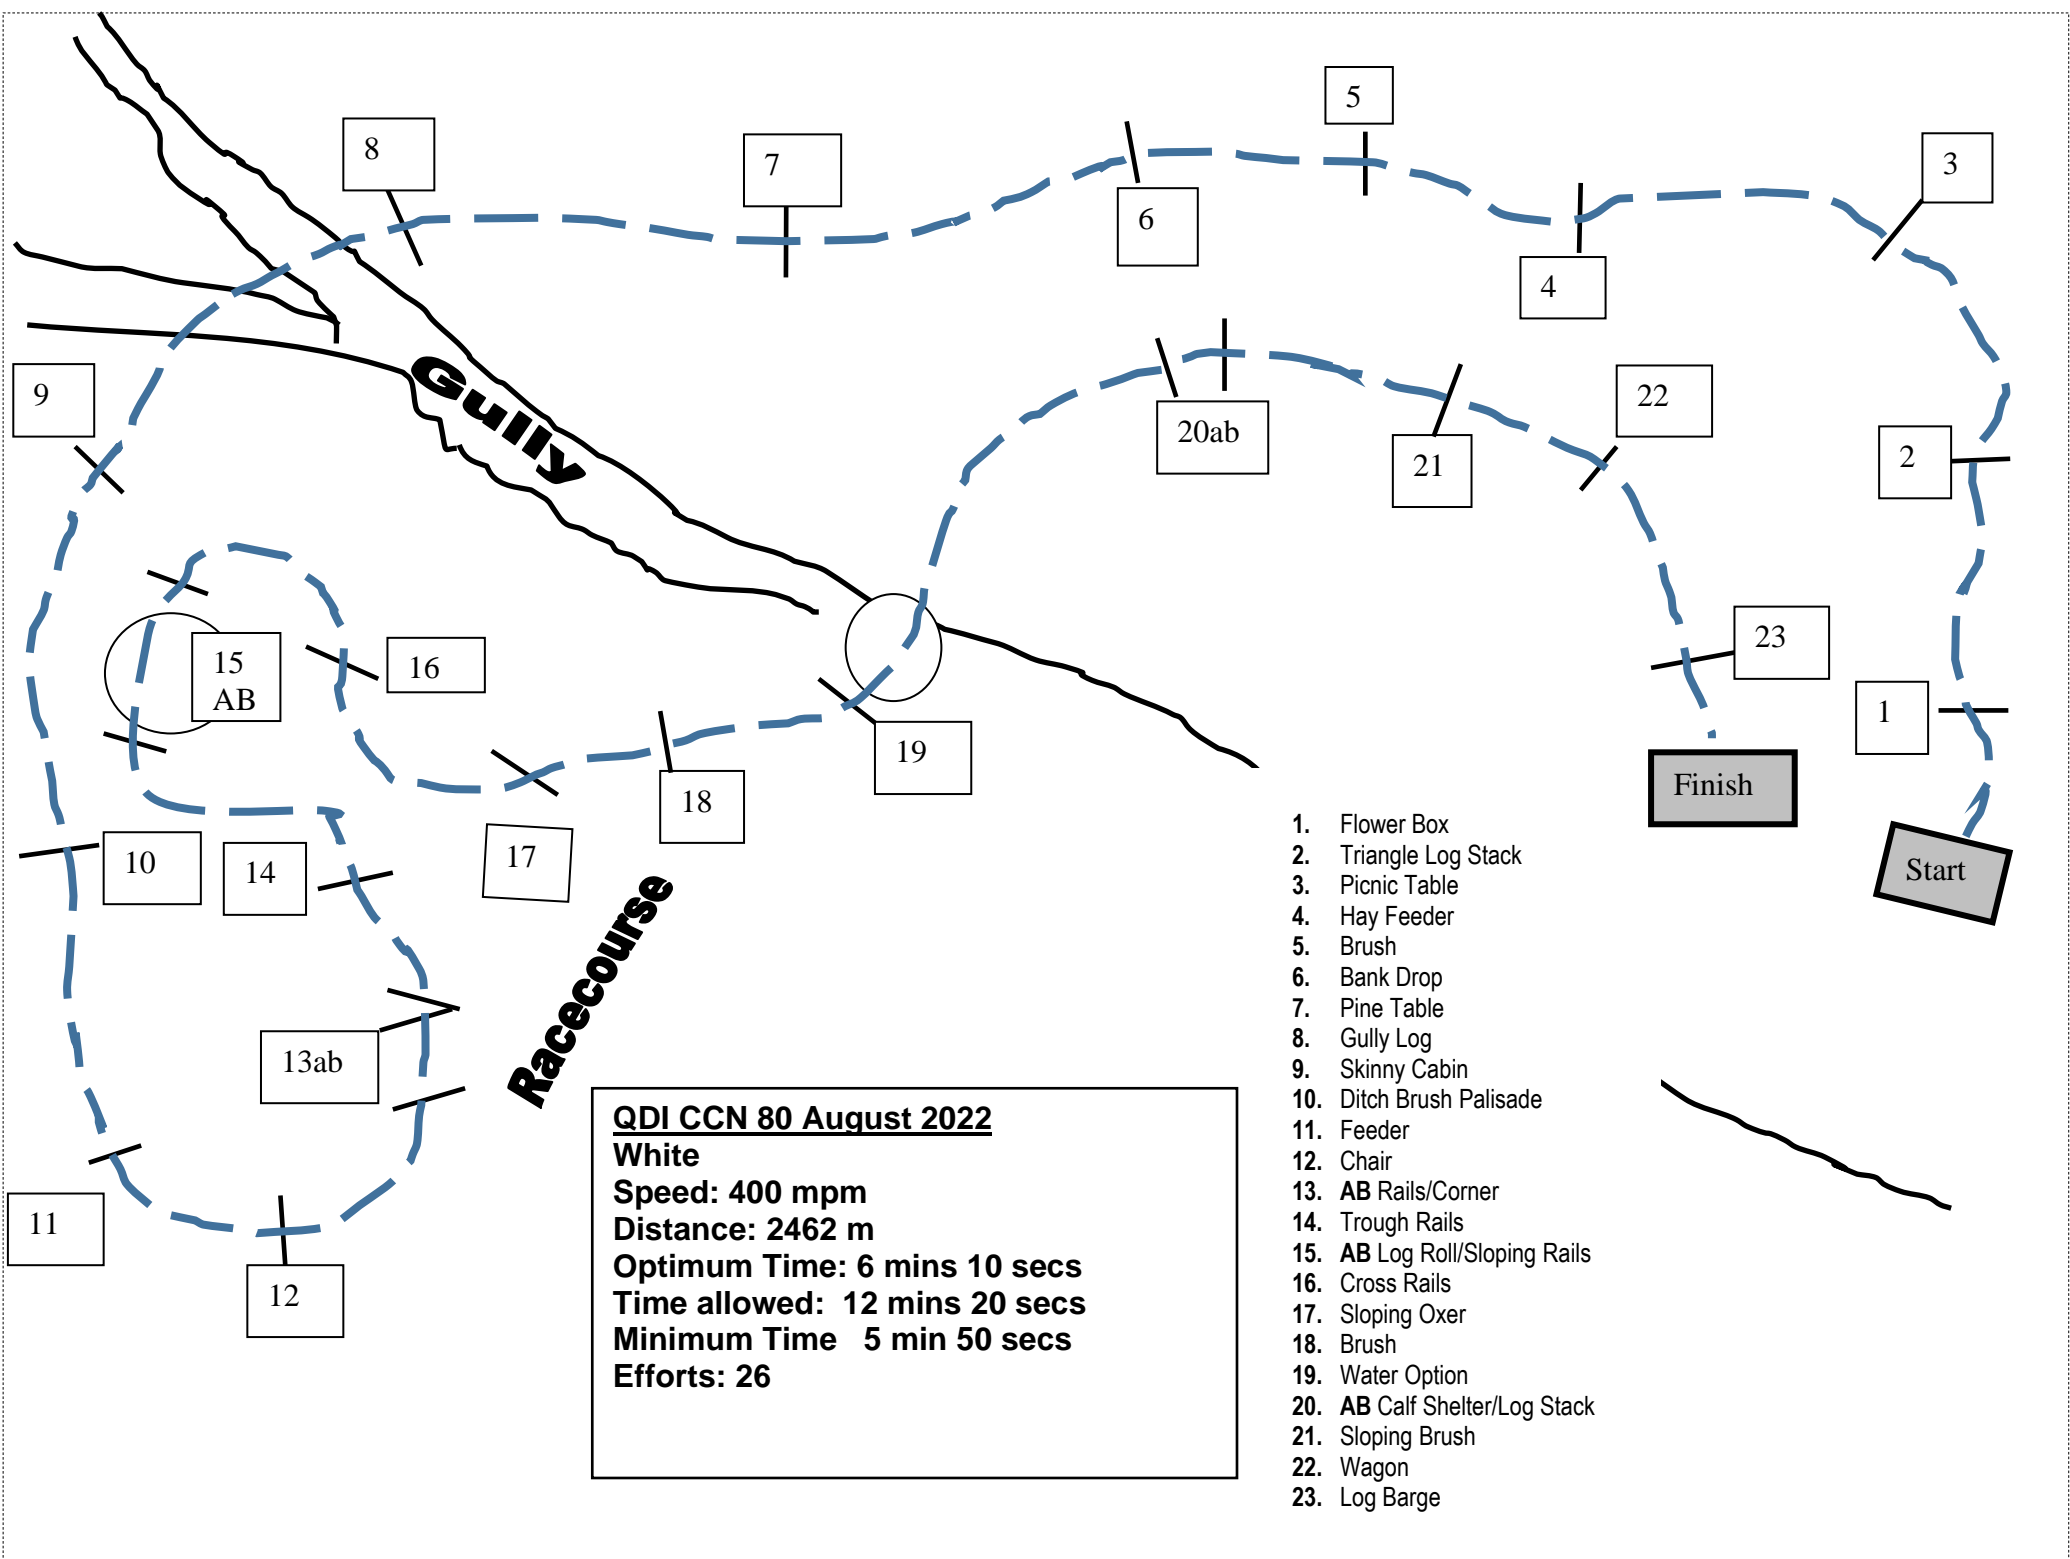 5
8
7
3
6
4
Gully
9
20ab
22
21
2
15
AB
16
23
1
19
18
Finish
17
10
14
Start
Racecourse
13ab
11
12
1. Flower Box
2. Triangle Log Stack
3. Picnic Table
4. Hay Feeder
5. Brush
6. Bank Drop
7. Pine Table
8. Gully Log
9. Skinny Cabin
10. Ditch Brush Palisade
11. Feeder
12. Chair
13. AB Rails/Corner
14. Trough Rails
15. AB Log Roll/Sloping Rails
16. Cross Rails
17. Sloping Oxer
18. Brush
19. Water Option
20. AB Calf Shelter/Log Stack
21. Sloping Brush
22. Wagon
23. Log Barge
QDI CCN 80 August 2022
White
Speed: 400 mpm
Distance: 2462 m
Optimum Time: 6 mins 10 secs
Time allowed: 12 mins 20 secs
Minimum Time 5 min 50 secs
Efforts: 26